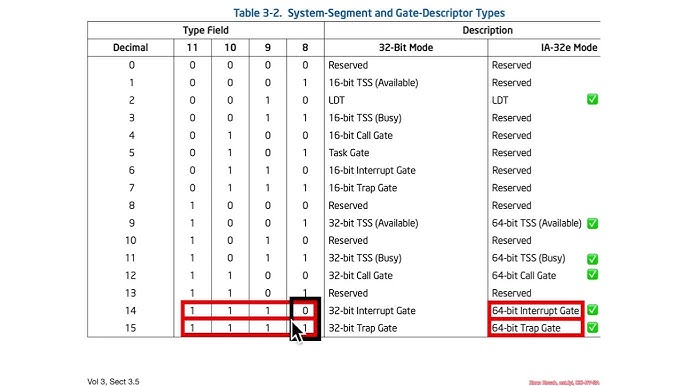 Table 3-2. System-Segment and Gate-Descriptor Types
Type Field Description
Decimal 11 10 9 8 32-Bit Mode IA-32e Mode
0 0 0 0 0 Reserved Reserved
1 0 0 0 1 16-bit TSS (Available) Reserved
2 0 0 1 0 LDT LDT
3 0 0 1 1 16-bit TSS (Busy) Reserved
4 0 1 0 0 16-bit Call Gate Reserved
5 0 1 0 1 Task Gate Reserved
6 0 1 1 0 16-bit Interrupt Gate Reserved
7 0 1 1 1 16-bit Trap Gate Reserved
8 1 0 0 0 Reserved Reserved
9 1 0 0 1 32-bit TSS (Available) 64-bit TSS (Available)
10 1 0 1 0 Reserved Reserved
11 1 0 1 1 32-bit TSS (Busy) 64-bit TSS (Busy)
12 1 1 0 0 32-bit Call Gate 64-bit Call Gate
13 1 1 0 1 Reserved Reserved
14 1 1 1 0 32-bit Interrupt Gate 64-bit Interrupt Gate
15 1 1 1 1 32-bit Trap Gate 64-bit Trap Gate
Vol 3, Sect 3.5